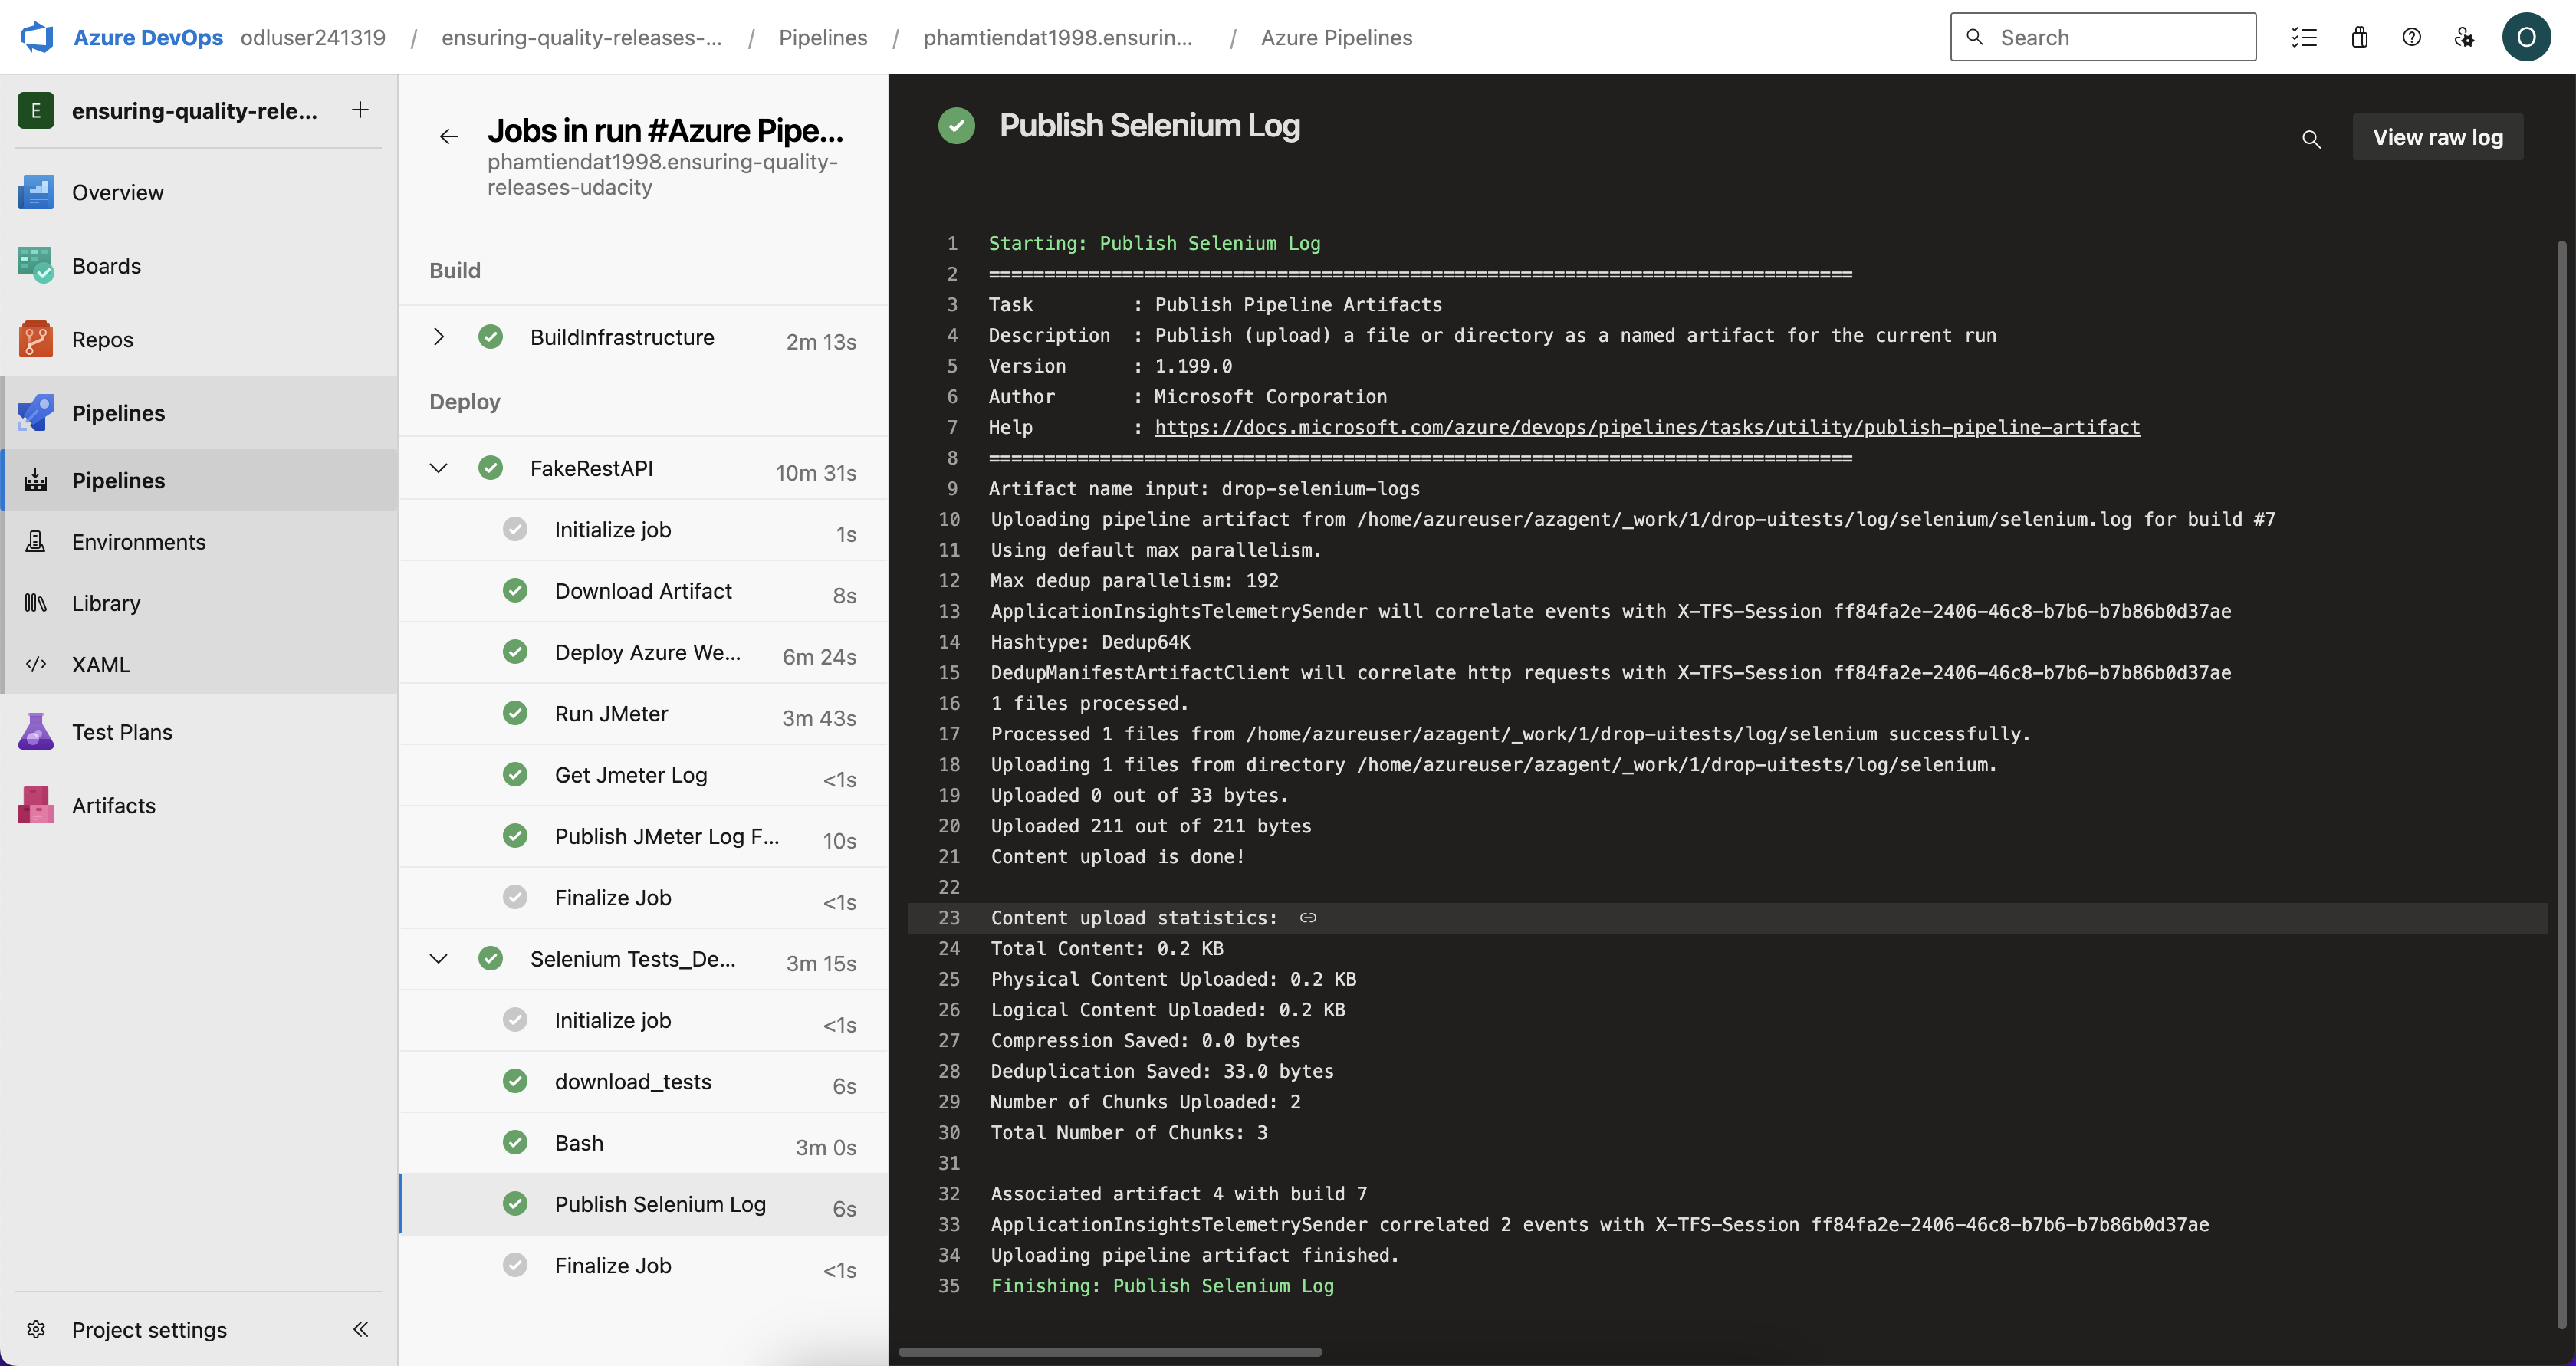 Azure DevOps odluser241319 / ensuring-quality-releases-... / Pipelines / phamtiendat1998.ensurin... / Azure Pipelines
Search
O
E ensuring-quality-rele...
Overview
Boards
Repos
Pipelines
Pipelines
Environments
Library
XAML
Test Plans
Artifacts
Project settings
Jobs in run #Azure Pipe...
phamtiendat1998.ensuring-quality-
releases-udacity
Build
BuildInfrastructure 2m 13s
Deploy
FakeRestAPI 10m 31s
Initialize job 1s
Download Artifact 8s
Deploy Azure We... 6m 24s
Run JMeter 3m 43s
Get Jmeter Log <1s
Publish JMeter Log F... 10s
Finalize Job <1s
Selenium Tests_De... 3m 15s
Initialize job <1s
download_tests 6s
Bash 3m 0s
Publish Selenium Log 6s
Finalize Job <1s
Publish Selenium Log
View raw log
1 Starting: Publish Selenium Log
2 ==============================================================================
3 Task : Publish Pipeline Artifacts
4 Description : Publish (upload) a file or directory as a named artifact for the current run
5 Version : 1.199.0
6 Author : Microsoft Corporation
7 Help : https://docs.microsoft.com/azure/devops/pipelines/tasks/utility/publish-pipeline-artifact
8 ==============================================================================
9 Artifact name input: drop-selenium-logs
10 Uploading pipeline artifact from /home/azureuser/azagent/_work/1/drop-uitests/log/selenium/selenium.log for build #7
11 Using default max parallelism.
12 Max dedup parallelism: 192
13 ApplicationInsightsTelemetrySender will correlate events with X-TFS-Session ff84fa2e-2406-46c8-b7b6-b7b86b0d37ae
14 Hashtype: Dedup64K
15 DedupManifestArtifactClient will correlate http requests with X-TFS-Session ff84fa2e-2406-46c8-b7b6-b7b86b0d37ae
16 1 files processed.
17 Processed 1 files from /home/azureuser/azagent/_work/1/drop-uitests/log/selenium successfully.
18 Uploading 1 files from directory /home/azureuser/azagent/_work/1/drop-uitests/log/selenium.
19 Uploaded 0 out of 33 bytes.
20 Uploaded 211 out of 211 bytes
21 Content upload is done!
22
23 Content upload statistics:
24 Total Content: 0.2 KB
25 Physical Content Uploaded: 0.2 KB
26 Logical Content Uploaded: 0.2 KB
27 Compression Saved: 0.0 bytes
28 Deduplication Saved: 33.0 bytes
29 Number of Chunks Uploaded: 2
30 Total Number of Chunks: 3
31
32 Associated artifact 4 with build 7
33 ApplicationInsightsTelemetrySender correlated 2 events with X-TFS-Session ff84fa2e-2406-46c8-b7b6-b7b86b0d37ae
34 Uploading pipeline artifact finished.
35 Finishing: Publish Selenium Log